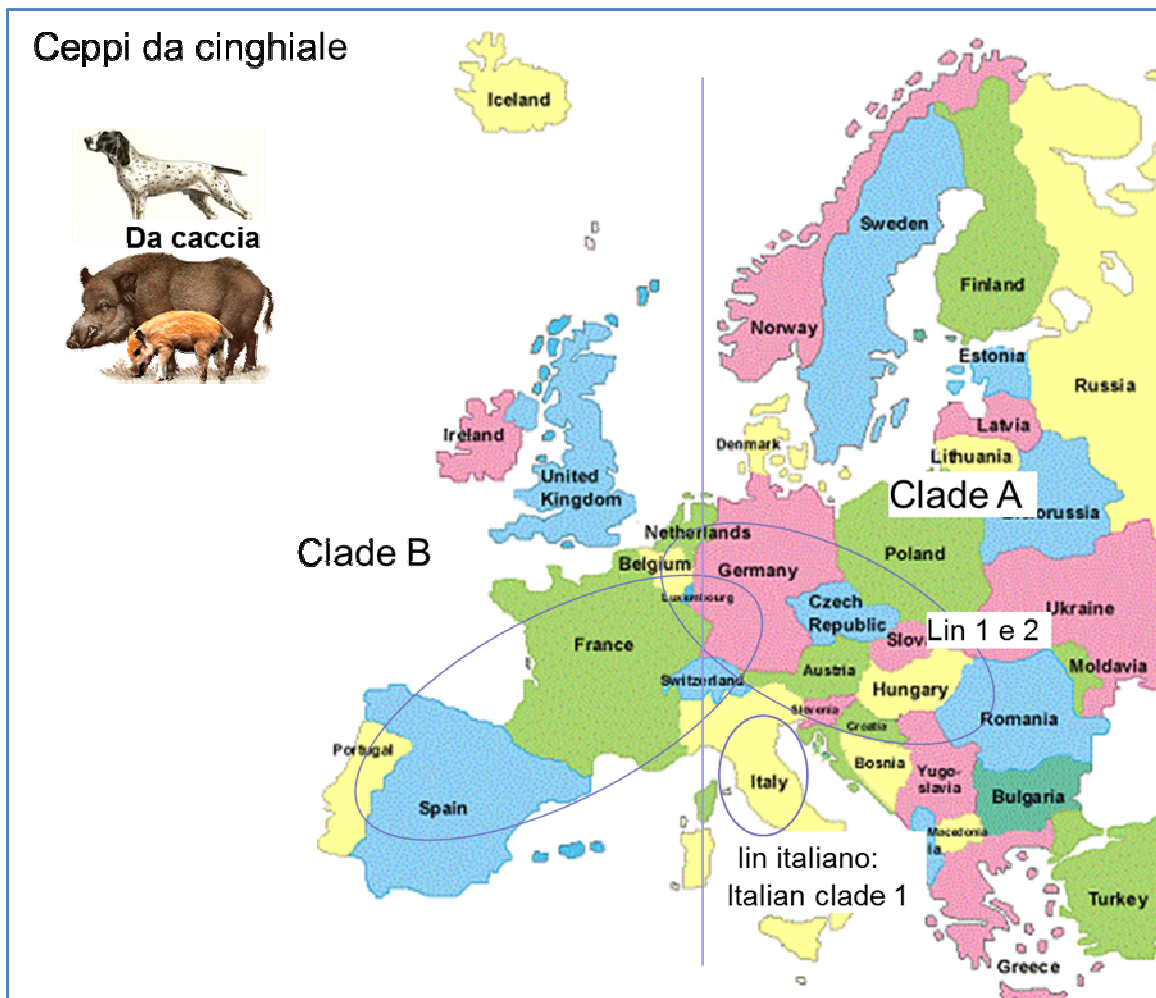 Ceppi da cinghiale
Iceland
Da caccia
Sweden
Finland
Norway
Estonia
Russia
Latvia
Ireland
Denmark
Lithuania
United
Kingdom
Clade A
Netherlands
Clade B
Poland
Belgium
Germany
Luxembourg
Czech
Republic
Ukraine
Lin 1 e 2
France
Moldavia
Austria
Switzerland
Hungary
Slovenia
Romania
Croatia
Portugal
Bosnia
Yugo-
slavia
Italy
Spain
Bulgaria
Macedonia
ia
lin italiano:
Italian clade 1
Turkey
Greece